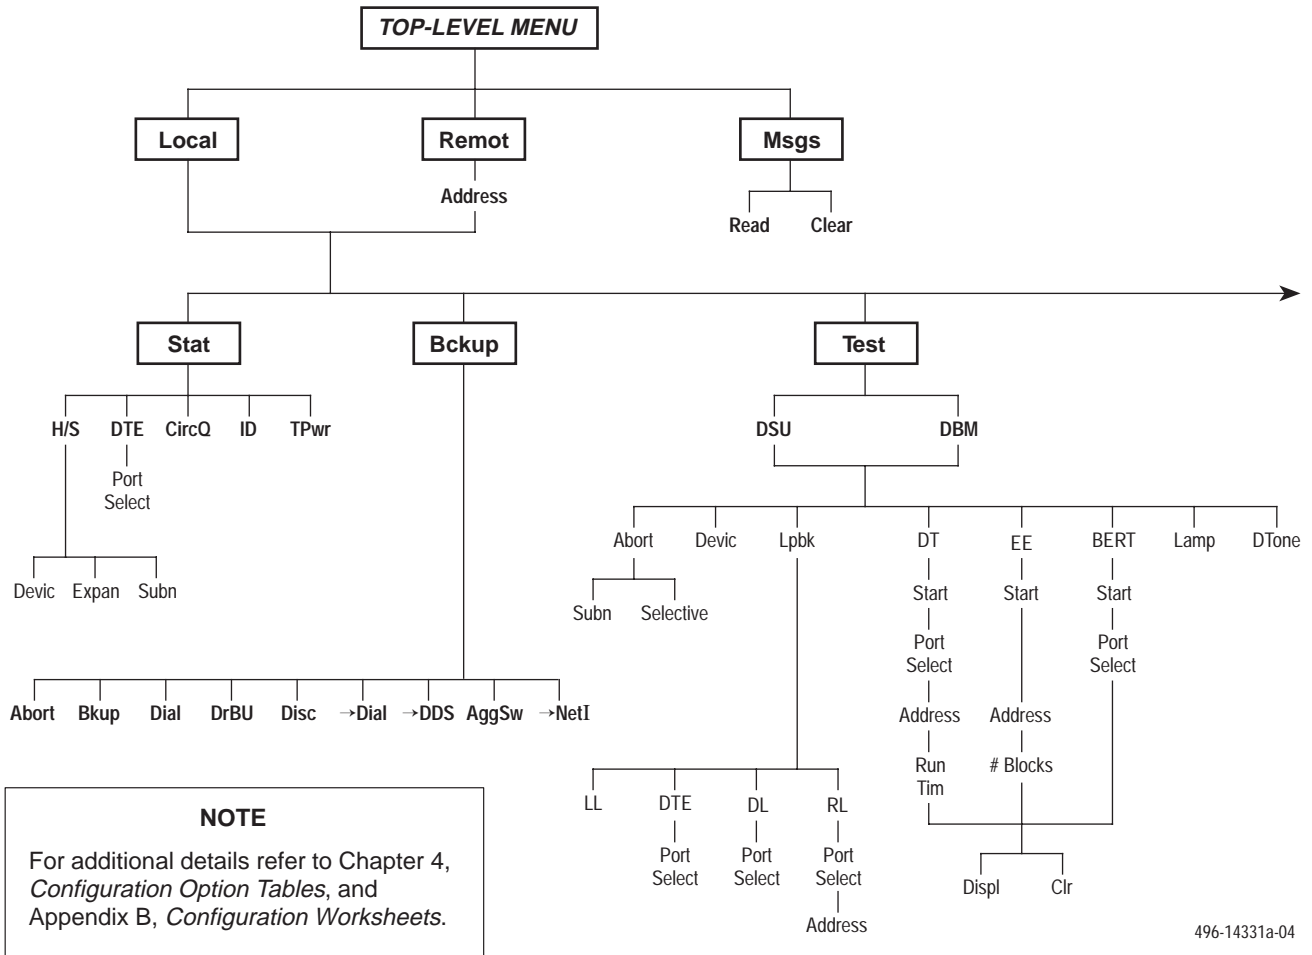 TOP-LEVEL MENU
Local Remot Msgs
Address
Read Clear
Stat Bckup Test
H/S DTE CircQ ID TPwr DSU DBM
Port
Select
Abort Devic Lpbk DT EE BERT Lamp DTone
Devic Expan Subn Start Start Start
Subn Selective
Port Port
Select Select
Abort Bkup Dial DrBU Disc →Dial →DDS AggSw →NetI Address Address
Run # Blocks
Tim
LL DTE DL RL
Port Port Port
Select Select Select
Displ Clr
Address
NOTE
For additional details refer to Chapter 4,
Configuration Option Tables, and
Appendix B, Configuration Worksheets.
496-14331a-04